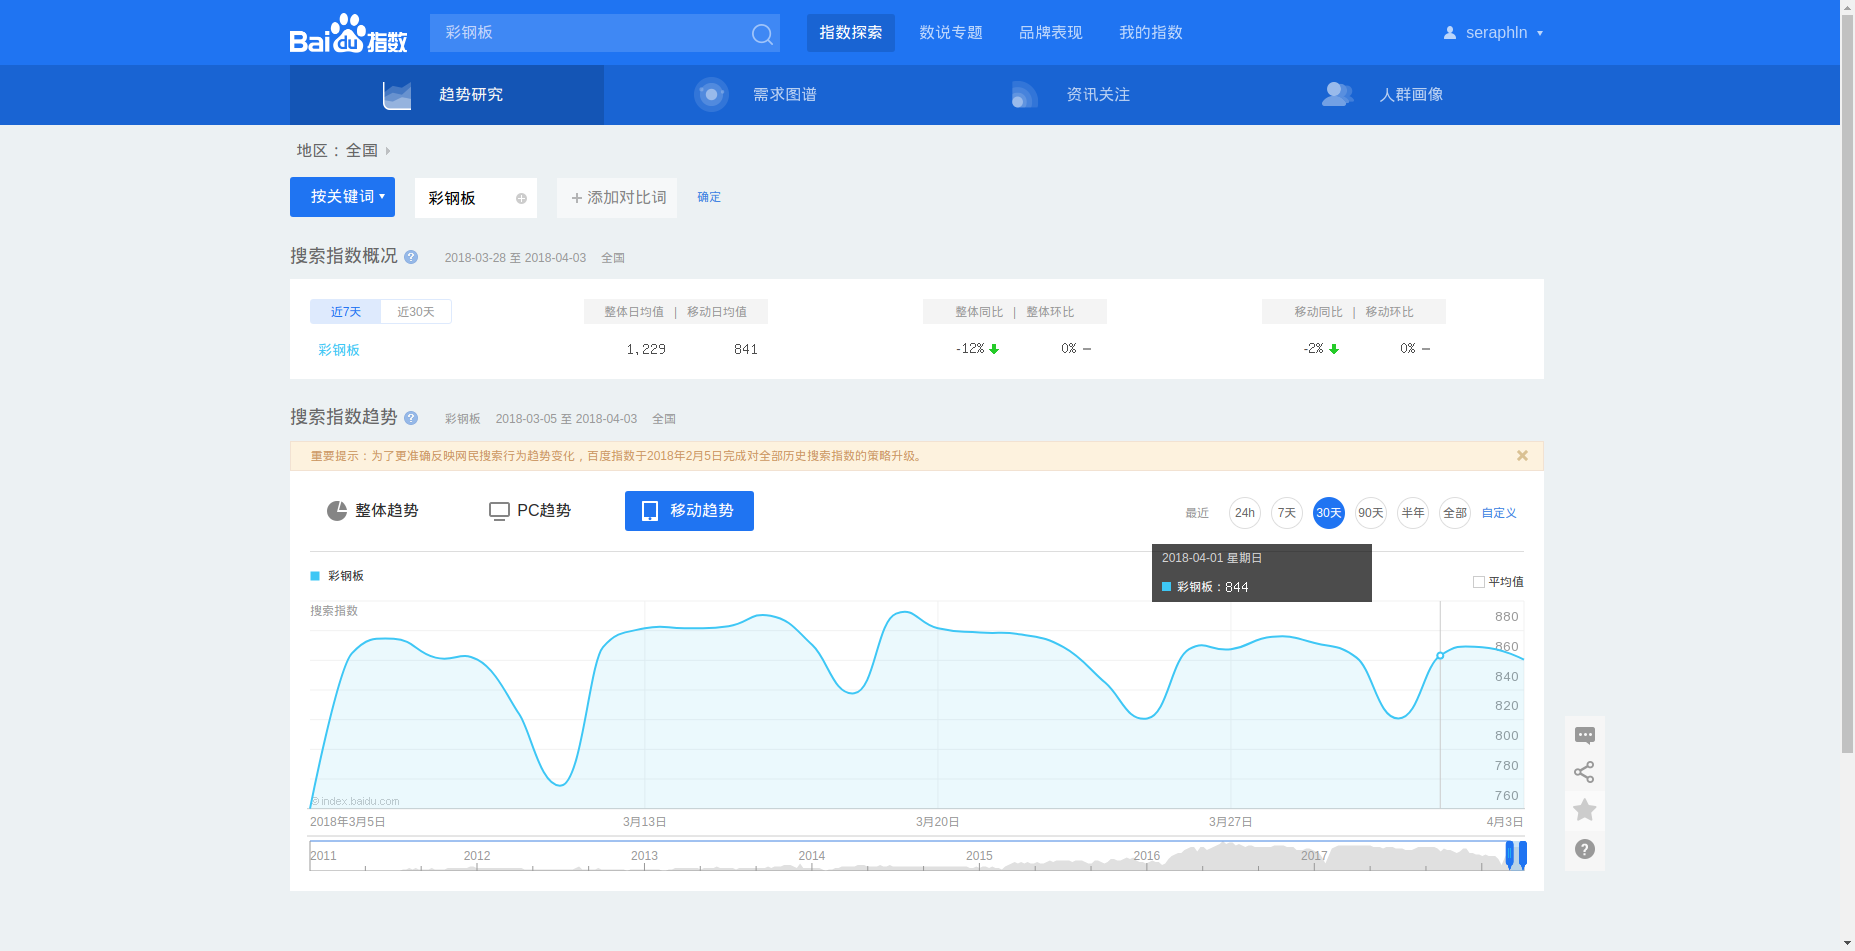 Bai du 指数
彩钢板
指数探索 数说专题 品牌表现 我的指数
seraphln
趋势研究 需求图谱 资讯关注 人群画像
地区 : 全国
按关键词 彩钢板 + 添加对比词 确定
搜索指数概况 ? 2018-03-28 至 2018-04-03 全国
近7天 近30天 整体日均值 | 移动日均值 整体同比 | 整体环比 移动同比 | 移动环比
彩钢板 1,229 841 -12% 0% - -2% 0% -
搜索指数趋势 ? 彩钢板 2018-03-05 至 2018-04-03 全国
重要提示：为了更准确反映网民搜索行为趋势变化，百度指数于2018年2月5日完成对全部历史搜索指数的策略升级。
整体趋势 PC趋势 移动趋势 最近 24h 7天 30天 90天 半年 全部 自定义
2018-04-01 星期日
彩钢板：844
彩钢板 平均值
搜索指数
880
860
840
820
800
780
760
© index.baidu.com
2018年3月5日 3月13日 3月20日 3月27日 4月3日
2011 2012 2013 2014 2015 2016 2017
?